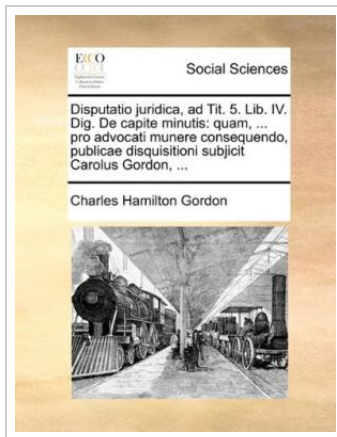 ECCO
Social Sciences
Disputatio juridica, ad Tit. 5. Lib. IV.
Dig. De capite minutis: quam, ...
pro advocati munere consequendo,
publicae disquisitioni subjicit
Carolus Gordon, ...
Charles Hamilton Gordon